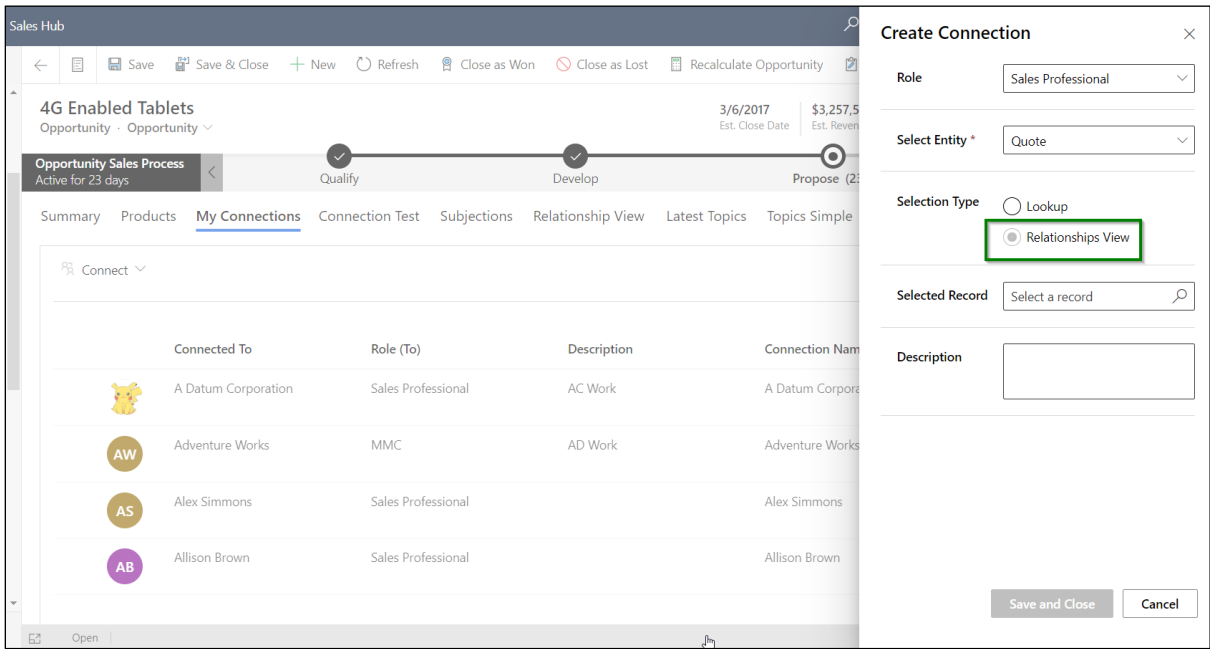 Sales Hub
Save
Save & Close
New
Refresh
Close as Won
Close as Lost
Recalculate Opportunity
4G Enabled Tablets
Opportunity · Opportunity
3/6/2017
Est. Close Date
$3,257,5
Est. Reven
Opportunity Sales Process
Active for 23 days
Qualify
Develop
Propose (23
Summary
Products
My Connections
Connection Test
Subjections
Relationship View
Latest Topics
Topics Simple
Connect
Connected To
Role (To)
Description
Connection Nam
A Datum Corporation
Sales Professional
AC Work
A Datum Corpora
AW
Adventure Works
MMC
AD Work
Adventure Works
AS
Alex Simmons
Sales Professional
Alex Simmons
AB
Allison Brown
Sales Professional
Allison Brown
Open
Create Connection
Role
Sales Professional
Select Entity *
Quote
Selection Type
Lookup
Relationships View
Selected Record
Select a record
Description
Save and Close
Cancel